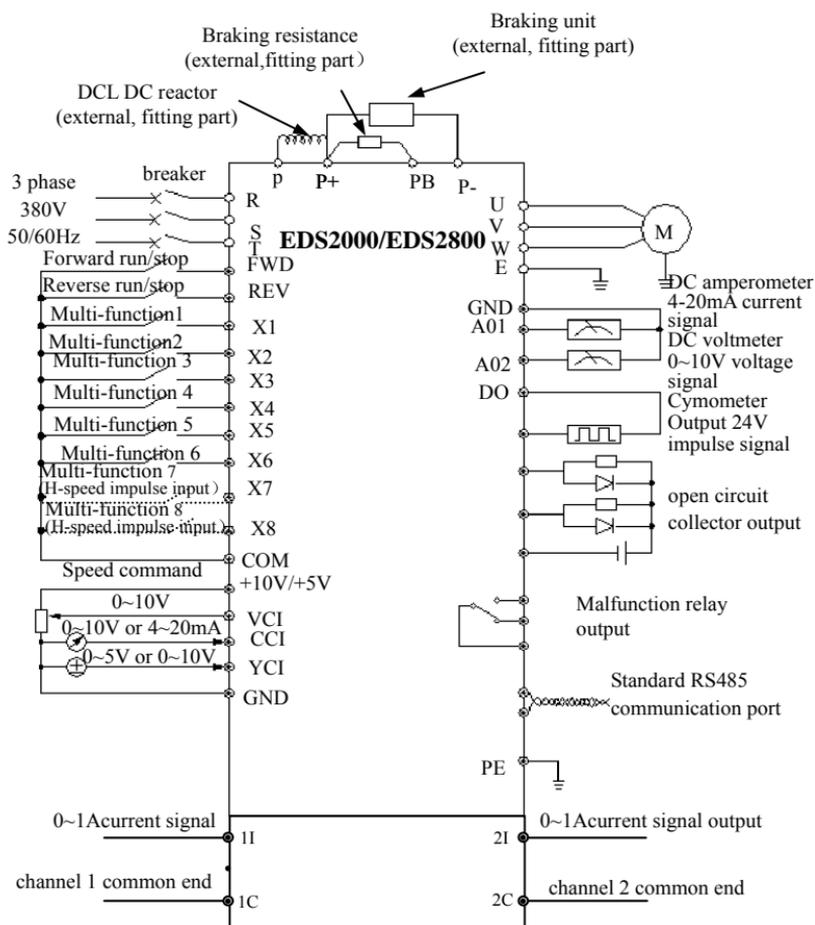 Braking unit
(external, fitting part)
Braking resistance
(external,fitting part）
DCL DC reactor
(external, fitting part)
p
P+
PB
P-
3 phase
380V
50/60Hz
breaker
R
S
T
EDS2000/EDS2800
U
V
W
E
M
Forward run/stop
FWD
Reverse run/stop
REV
Multi-function1
X1
Multi-function2
X2
Multi-function 3
X3
Multi-function 4
X4
Multi-function 5
X5
Multi-function 6
X6
Multi-function 7
(H-speed impulse input）
X7
Multi-function 8
(H-speed impulse input)
X8
COM
Speed command
+10V/+5V
0~10V
VCI
0~10V or 4~20mA
CCI
0~5V or 0~10V
YCI
GND
GND
A01
DC amperometer
4-20mA current
signal
A02
DC voltmeter
0~10V voltage
signal
DO
Cymometer
Output 24V
impulse signal
open circuit
collector output
Malfunction relay
output
Standard RS485
communication port
PE
0~1Acurrent signal
1I
2I
0~1Acurrent signal output
channel 1 common end
1C
2C
channel 2 common end